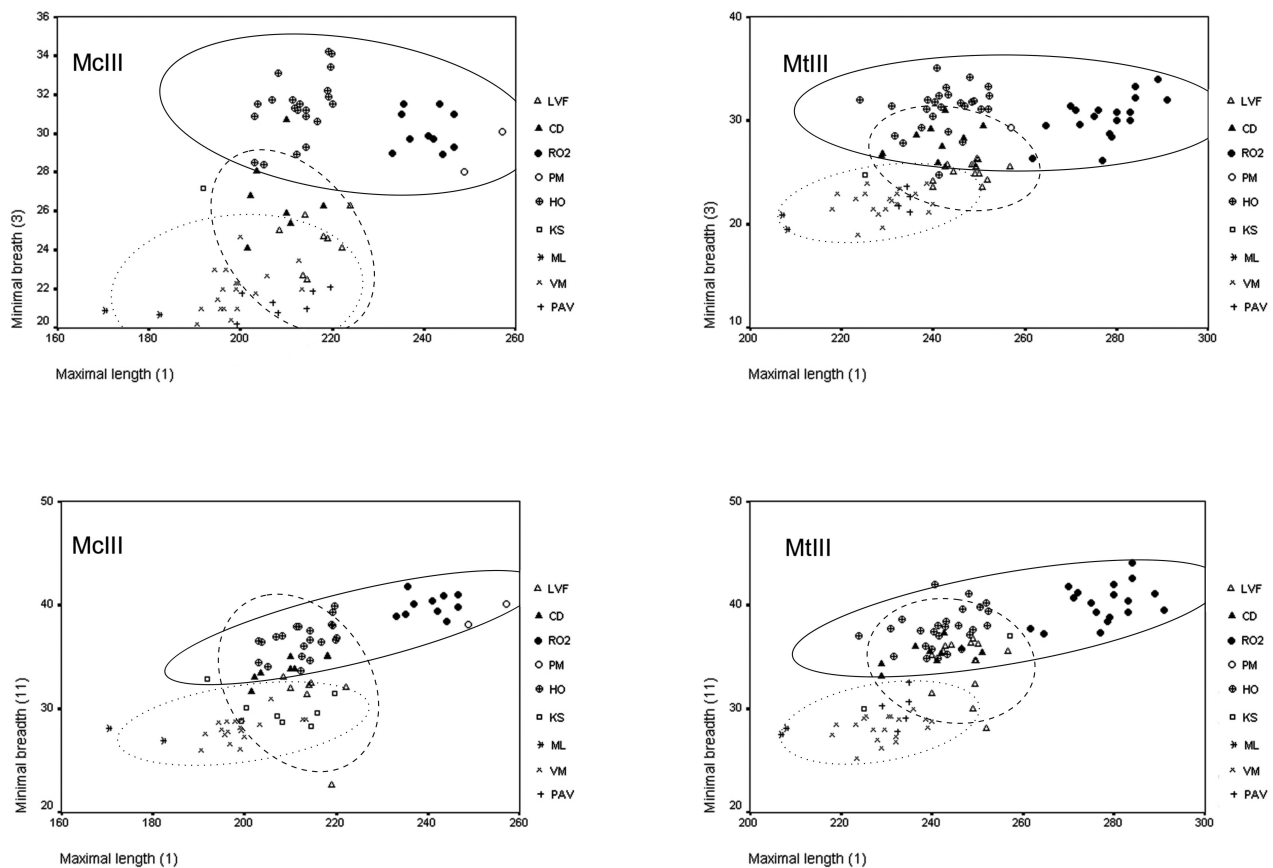 McIII
36
34
32
30
28
26
24
22
20
160 180 200 220 240 260
Minimal breath (3)
Maximal length (1)
LVF
CD
RO2
PM
HO
KS
ML
VM
PAV
MtIII
40
30
20
10
200 220 240 260 280 300
Minimal breadth (3)
Maximal length (1)
LVF
CD
RO2
PM
HO
KS
ML
VM
PAV
McIII
50
40
30
20
160 180 200 220 240 260
Minimal breadth (11)
Maximal length (1)
LVF
CD
RO2
PM
HO
KS
ML
VM
PAV
MtIII
50
40
30
20
200 220 240 260 280 300
Minimal breadth (11)
Maximal length (1)
LVF
CD
RO2
PM
HO
KS
ML
VM
PAV